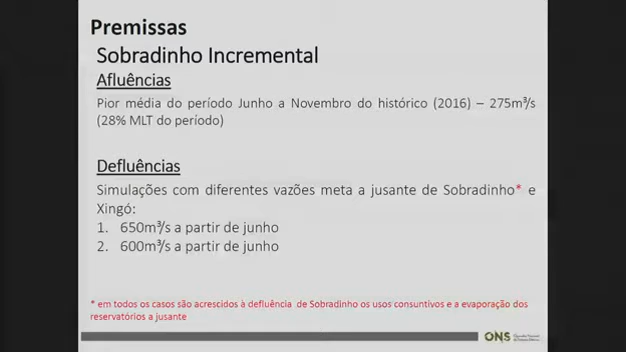 Premissas
Sobradinho Incremental
Afluências
Pior média do período Junho a Novembro do histórico (2016) – 275m³/s
(28% MLT do período)
Defluências
Simulações com diferentes vazões meta a jusante de Sobradinho* e
Xingó:
1. 650m³/s a partir de junho
2. 600m³/s a partir de junho
* em todos os casos são acrescidos à defluência de Sobradinho os usos consuntivos e a evaporação dos
reservatórios a jusante
ONS